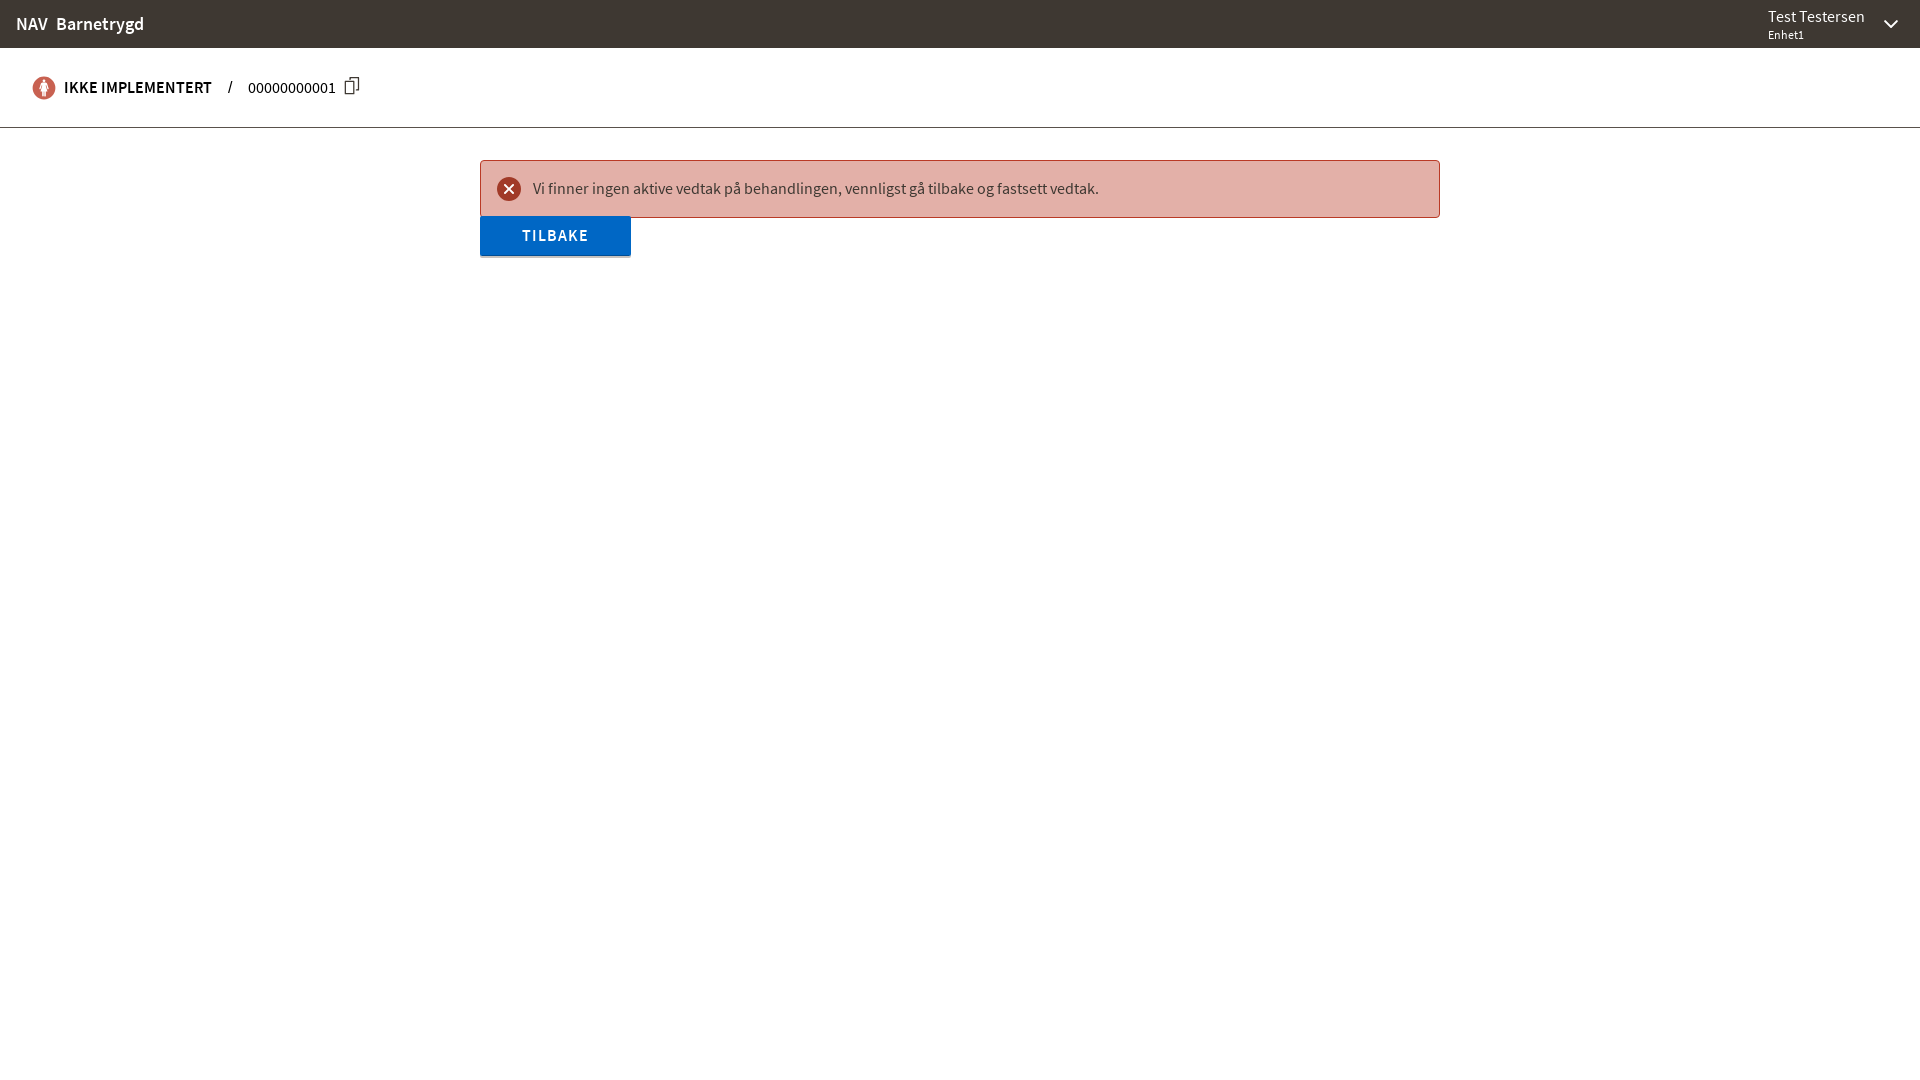 NAV Barnetrygd
Test Testersen
Enhet1
IKKE IMPLEMENTERT / 00000000001
Vi finner ingen aktive vedtak på behandlingen, vennligst gå tilbake og fastsett vedtak.
TILBAKE